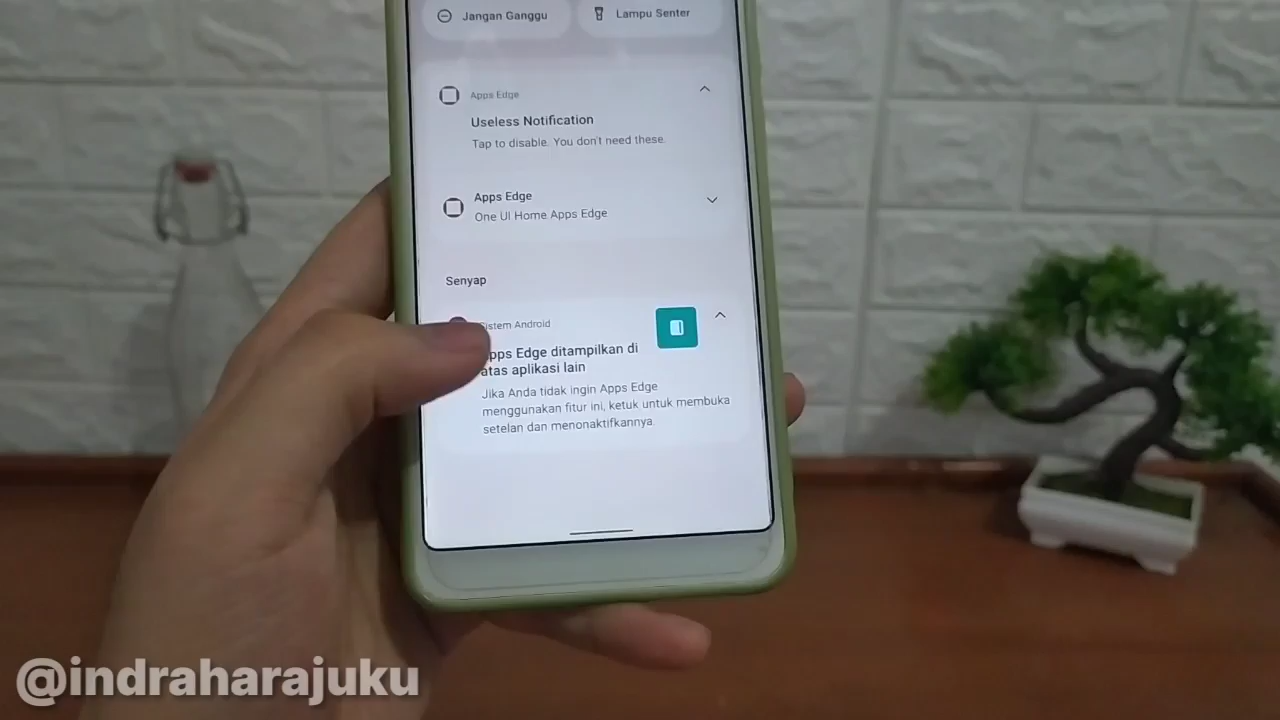 Jangan Ganggu
Lampu Senter
Apps Edge
Useless Notification
Tap to disable. You don't need these.
Apps Edge
One UI Home Apps Edge
Senyap
Sistem Android
Apps Edge ditampilkan di
atas aplikasi lain
Jika Anda tidak ingin Apps Edge
menggunakan fitur ini, ketuk untuk membuka
setelan dan menonaktifkannya.
@indraharajuku